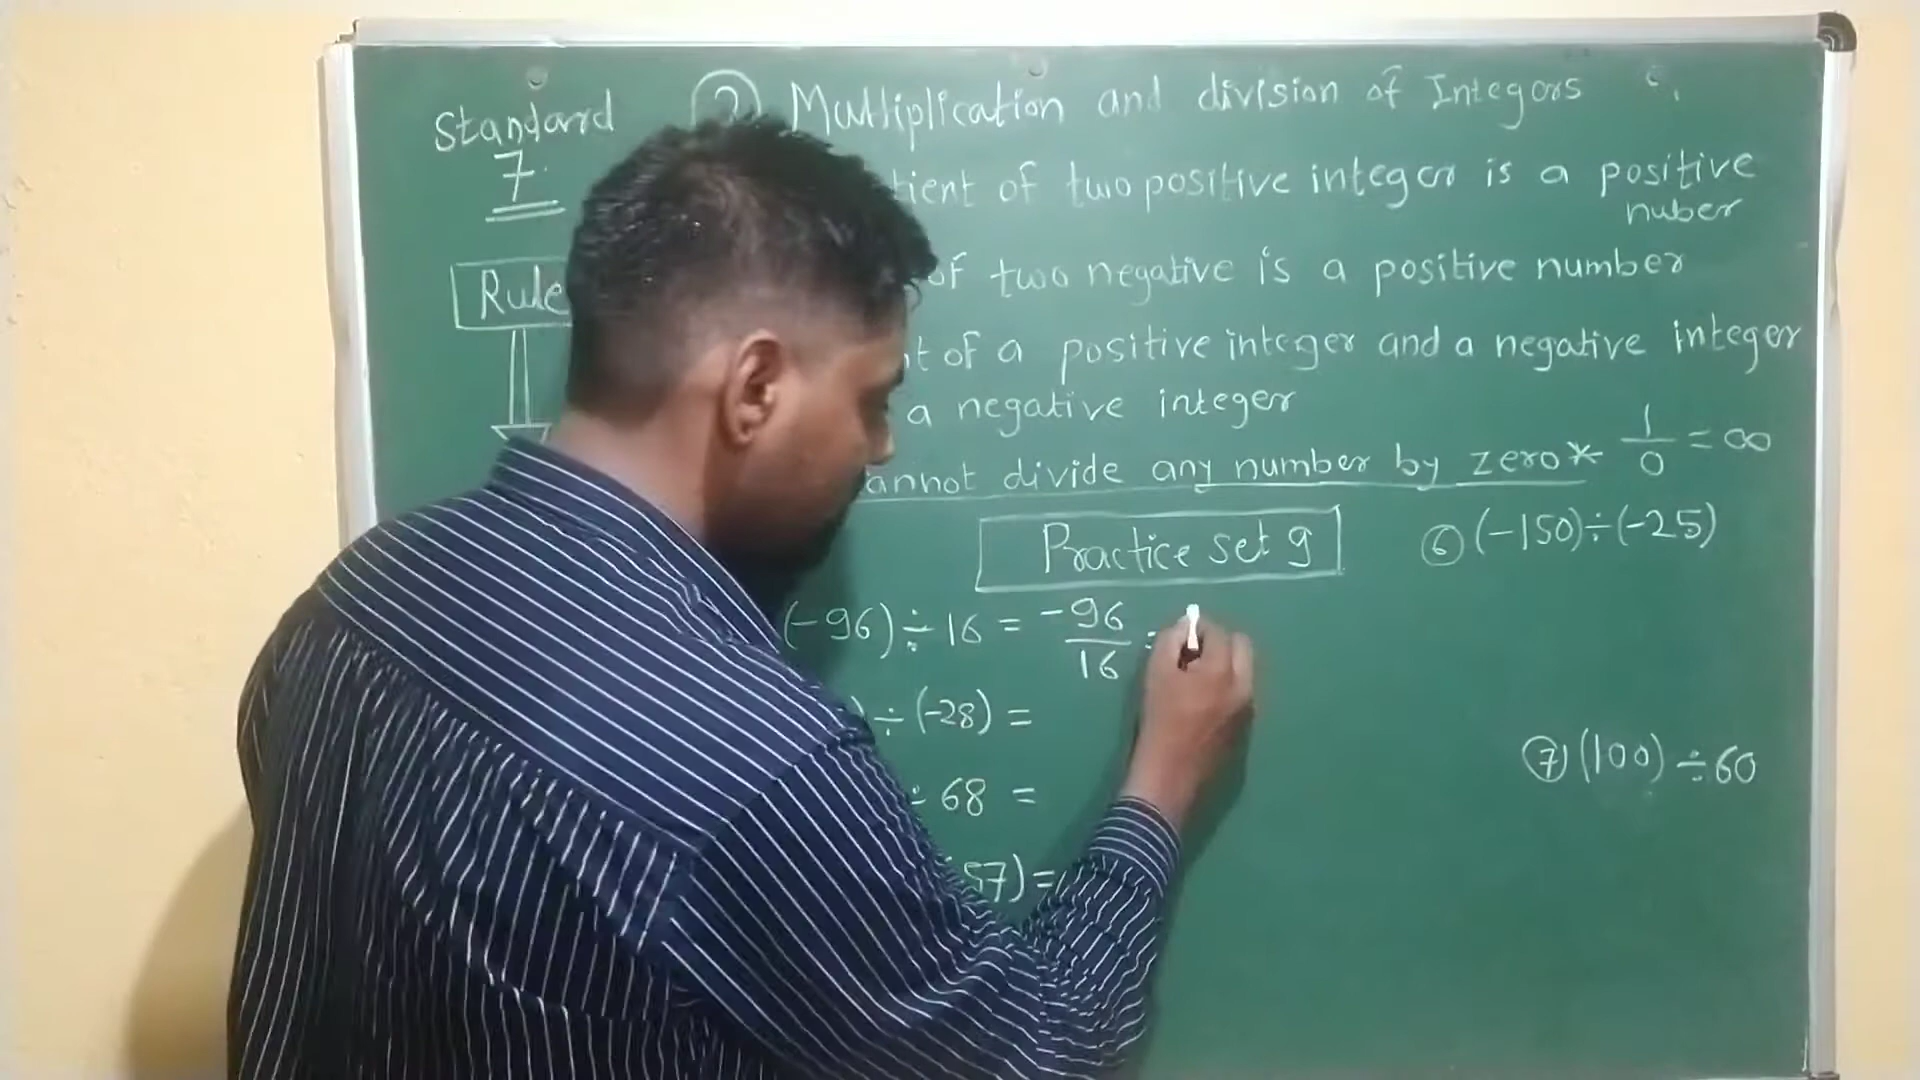 Standard 7
② Multiplication and division of Integers
of two positive integer is a positive
nuber
Rule
of two negative is a positive number
of a positive integer and a negative integer
a negative integer
divide any number by zero* 1/0 = ∞
Practice set 9
⑥ (-150)÷(-25)
(-96)÷16 = -96/16 =
÷(-28) =
÷ 68 =
⑦ (100)÷60
57)=